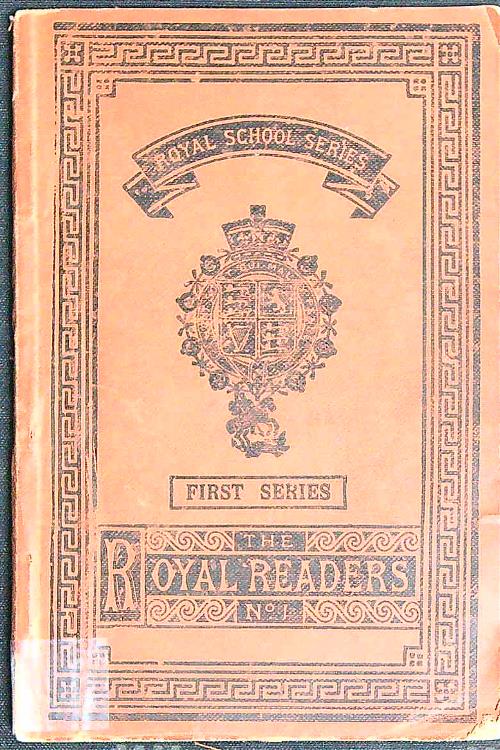 ROYAL SCHOOL SERIES
FIRST SERIES
THE
ROYAL READERS
No. 1.